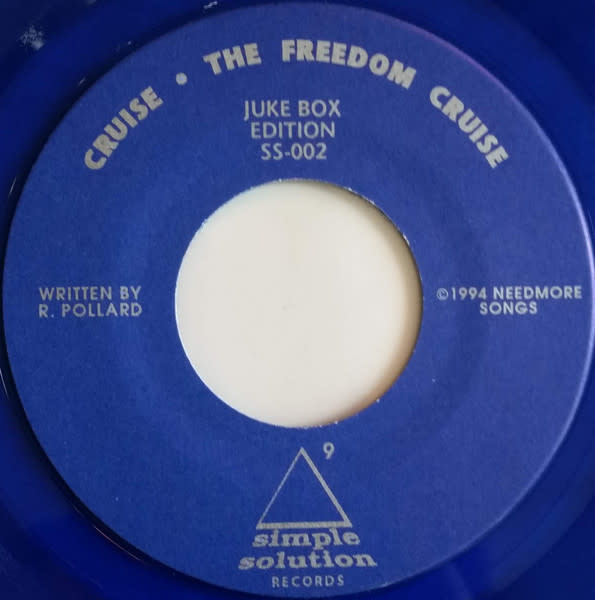 CRUISE • THE FREEDOM CRUISE
JUKE BOX
EDITION
SS-002
WRITTEN BY
R. POLLARD
©1994 NEEDMORE
SONGS
9
simple
solution
RECORDS